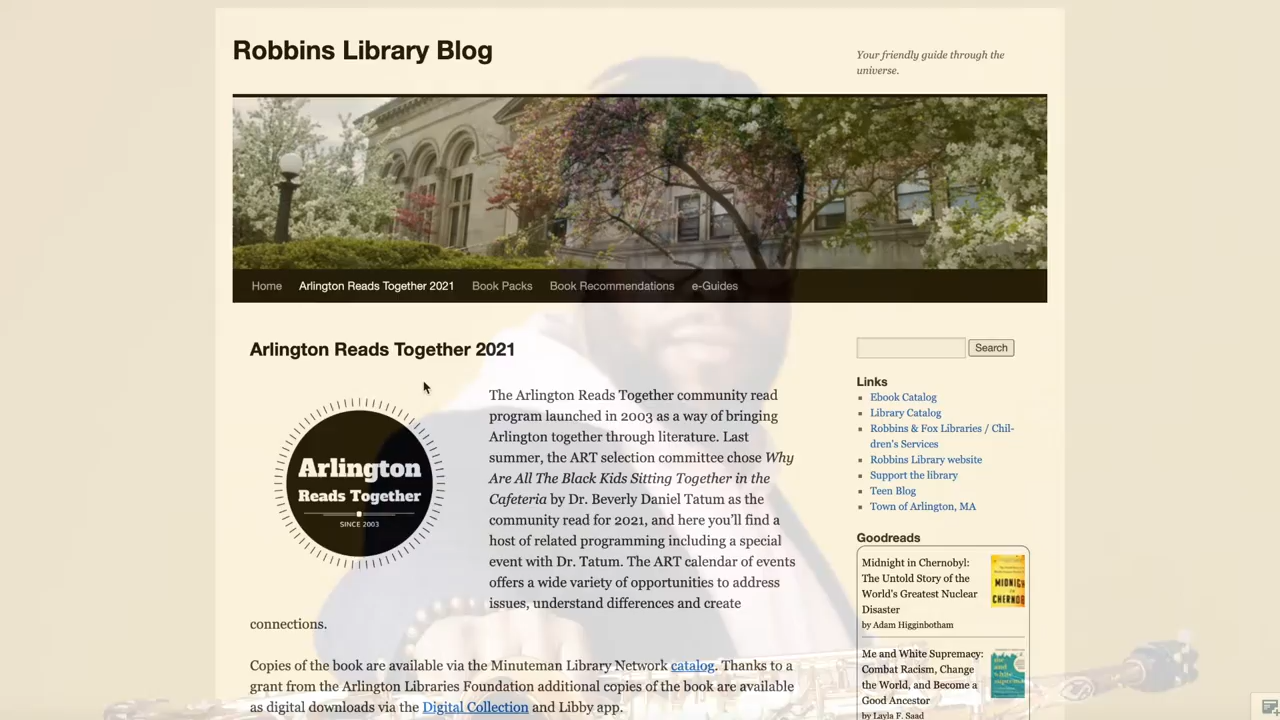 Robbins Library Blog
Your friendly guide through the
universe.
Home Arlington Reads Together 2021 Book Packs Book Recommendations e-Guides
Arlington Reads Together 2021
Arlington
Reads Together
SINCE 2003
The Arlington Reads Together community read
program launched in 2003 as a way of bringing
Arlington together through literature. Last
summer, the ART selection committee chose Why
Are All The Black Kids Sitting Together in the
Cafeteria by Dr. Beverly Daniel Tatum as the
community read for 2021, and here you’ll find a
host of related programming including a special
event with Dr. Tatum. The ART calendar of events
offers a wide variety of opportunities to address
issues, understand differences and create
connections.
Copies of the book are available via the Minuteman Library Network catalog. Thanks to a
grant from the Arlington Libraries Foundation additional copies of the book are available
as digital downloads via the Digital Collection and Libby app.
Search
Links
Ebook Catalog
Library Catalog
Robbins & Fox Libraries / Chil-
dren's Services
Robbins Library website
Support the library
Teen Blog
Town of Arlington, MA
Goodreads
Midnight in Chernobyl:
The Untold Story of the
World's Greatest Nuclear
Disaster
by Adam Higginbotham
MIDNIGH
CHERNOB
Me and White Supremacy:
Combat Racism, Change
the World, and Become a
Good Ancestor
by Layla F. Saad